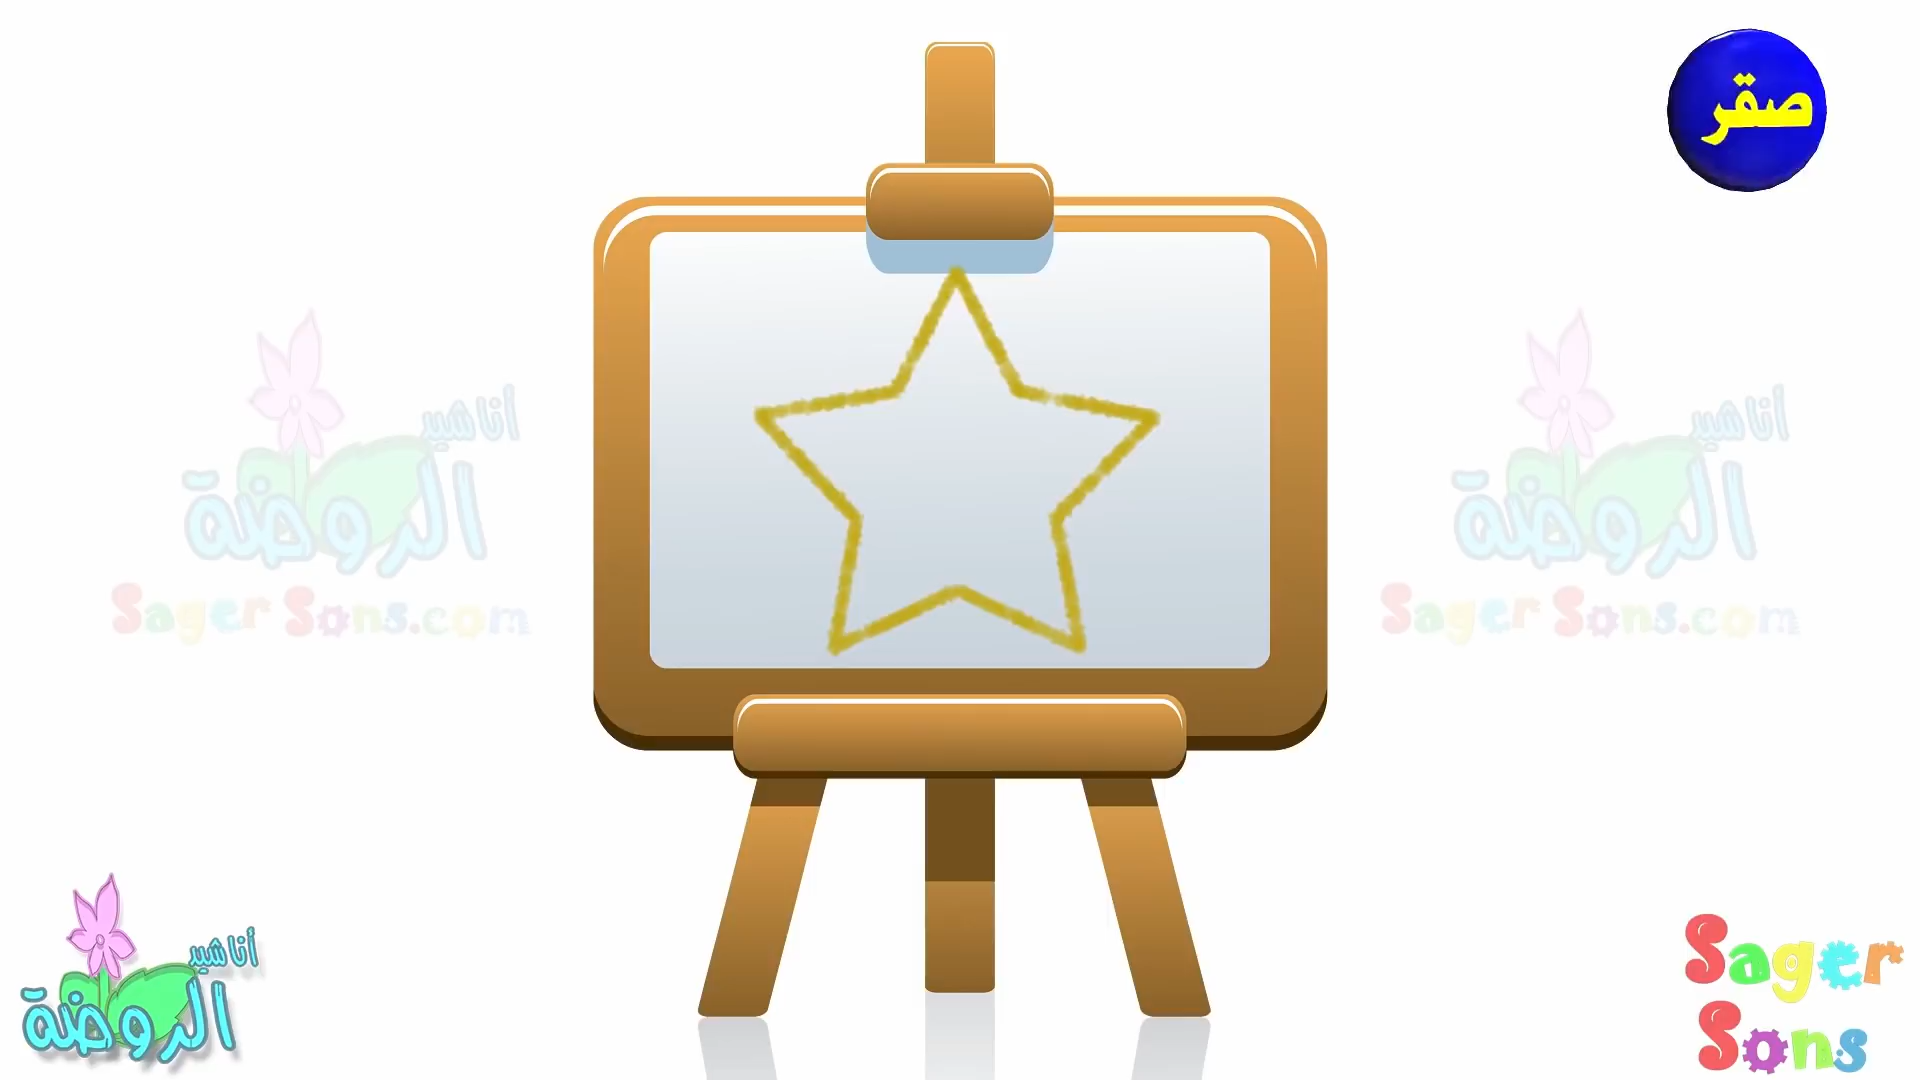 صقر
أناشيد
الروضة
Sager Sons.com
أناشيد
الروضة
Sager Sons.com
أناشيد
الروضة
Sager
Sons